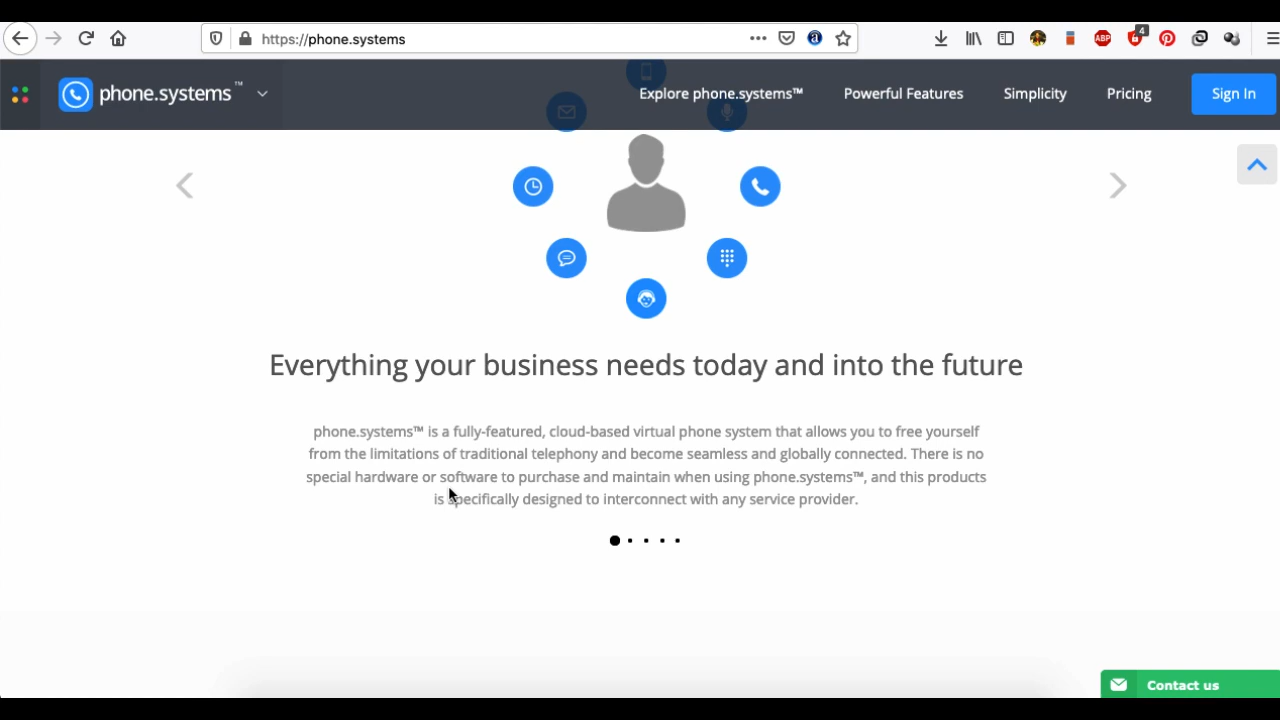 https://phone.systems
4
ABP
phone.systems™
Explore phone.systems™
Powerful Features
Simplicity
Pricing
Sign In
Everything your business needs today and into the future
phone.systems™ is a fully-featured, cloud-based virtual phone system that allows you to free yourself
from the limitations of traditional telephony and become seamless and globally connected. There is no
special hardware or software to purchase and maintain when using phone.systems™, and this products
is specifically designed to interconnect with any service provider.
Contact us